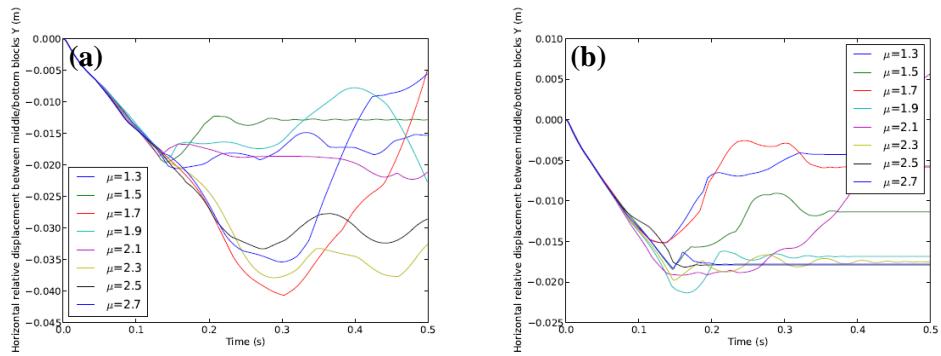 Horizontal relative displacement between middle/bottom blocks Y (m)
(a)
0.000
−0.005
−0.010
−0.015
−0.020
−0.025
−0.030
−0.035
−0.040
−0.045
μ=1.3
μ=1.5
μ=1.7
μ=1.9
μ=2.1
μ=2.3
μ=2.5
μ=2.7
0.0 0.1 0.2 0.3 0.4 0.5
Time (s)
Horizontal relative displacement between middle/bottom blocks Y (m)
(b)
0.010
0.005
0.000
−0.005
−0.010
−0.015
−0.020
−0.025
μ=1.3
μ=1.5
μ=1.7
μ=1.9
μ=2.1
μ=2.3
μ=2.5
μ=2.7
0.0 0.1 0.2 0.3 0.4 0.5
Time (s)